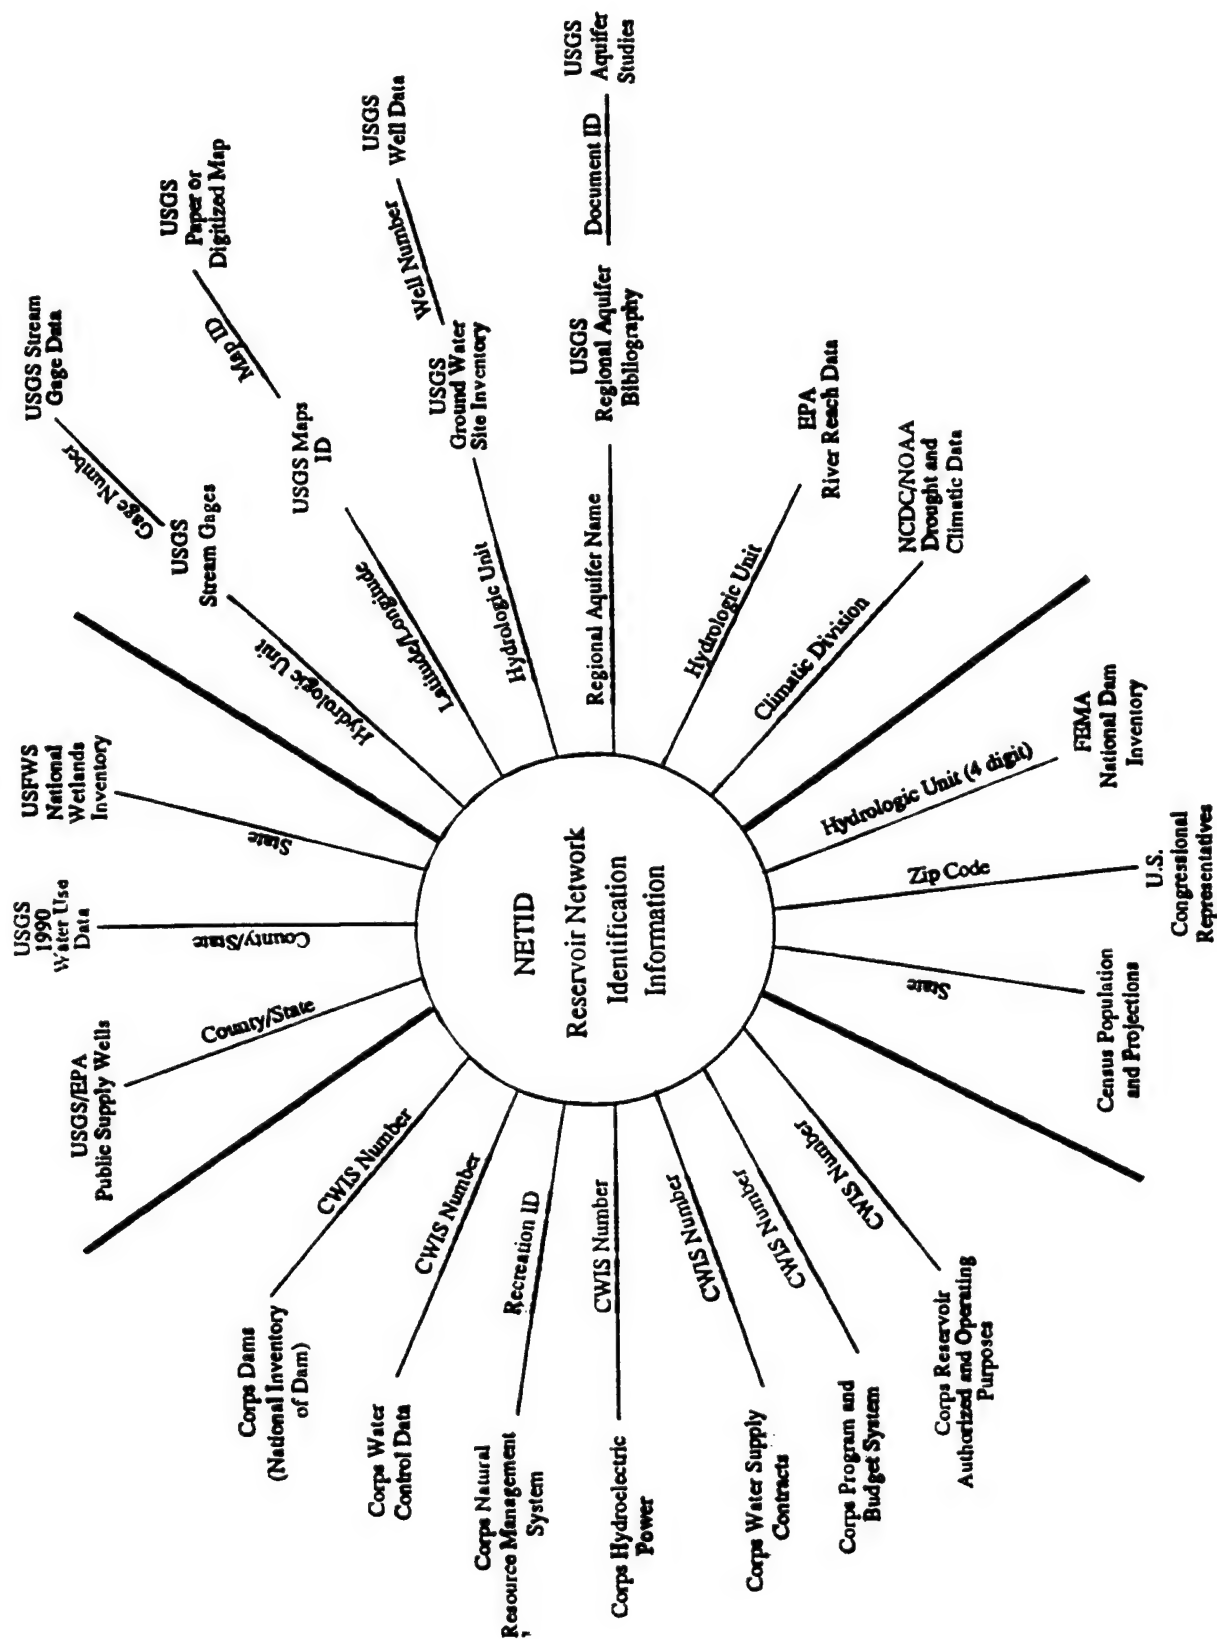 NETID
Reservoir Network
Identification
Information
USGS/EPA
Public Supply Wells
County/State
USGS
1990
Water Use
Data
County/State
USFWS
National
Wetlands
Inventory
State
USGS Stream
Gage Data
Gage Number
USGS
Stream Gages
Hydrologic Unit
USGS
Paper or
Digitized Map
Map ID
USGS Maps
ID
Latitude/Longitude
USGS
Well Data
Well Number
USGS
Ground Water
Site Inventory
Hydrologic Unit
USGS
Aquifer
Studies
Document ID
USGS
Regional Aquifer
Bibliography
Regional Aquifer Name
EPA
River Reach Data
Hydrologic Unit
NCDC/NOAA
Drought and
Climatic Data
Climatic Division
FEMA
National Dam
Inventory
Hydrologic Unit (4 digit)
U.S.
Congressional
Representatives
Zip Code
Census Population
and Projections
State
Corps Reservoir
Authorized and Operating
Purposes
CWIS Number
Corps Program and
Budget System
CWIS Number
Corps Water Supply
Contracts
CWIS Number
Corps Hydroelectric
Power
CWIS Number
Corps Natural
Resource Management
System
Recreation ID
Corps Water
Control Data
CWIS Number
Corps Dams
(National Inventory
of Dam)
CWIS Number